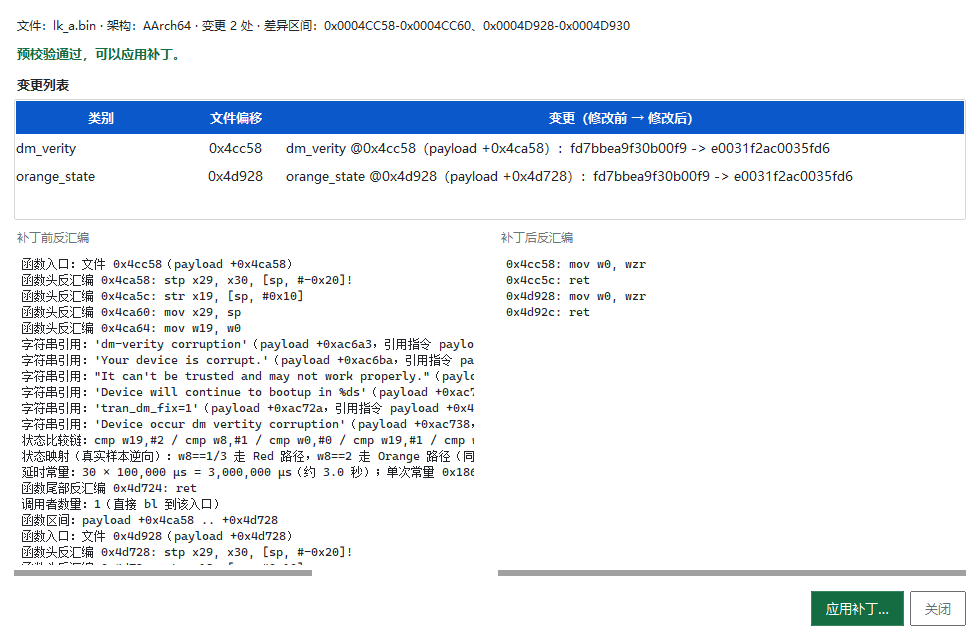 文件: lk_a.bin · 架构: AArch64 · 变更 2 处 · 差异区间: 0x0004CC58-0x0004CC60、0x0004D928-0x0004D930
预校验通过，可以应用补丁。
变更列表
类别 文件偏移 变更（修改前 → 修改后）
dm_verity 0x4cc58 dm_verity @0x4cc58（payload +0x4ca58）: fd7bbea9f30b00f9 -> e0031f2ac0035fd6
orange_state 0x4d928 orange_state @0x4d928（payload +0x4d728）: fd7bbea9f30b00f9 -> e0031f2ac0035fd6
补丁前反汇编
函数入口: 文件 0x4cc58（payload +0x4ca58）
函数头反汇编 0x4ca58: stp x29, x30, [sp, #-0x20]!
函数头反汇编 0x4ca5c: str x19, [sp, #0x10]
函数头反汇编 0x4ca60: mov x29, sp
函数头反汇编 0x4ca64: mov w19, w0
字符串引用: 'dm-verity corruption'（payload +0xac6a3，引用指令 paylo
字符串引用: 'Your device is corrupt.'（payload +0xac6ba，引用指令 pa
字符串引用: "It can't be trusted and may not work properly."（paylo
字符串引用: 'Device will continue to bootup in %ds'（payload +0xac7
字符串引用: 'tran_dm_fix=1'（payload +0xac72a，引用指令 payload +0x4
字符串引用: 'Device occur dm vertity corruption'（payload +0xac738，
状态比较链: cmp w19,#2 / cmp w8,#1 / cmp w0,#0 / cmp w19,#1 / cmp
状态映射（真实样本逆向）: w8==1/3 走 Red 路径，w8==2 走 Orange 路径（同
延时常量: 30 × 100,000 µs = 3,000,000 µs（约 3.0 秒）；单次常量 0x186
函数尾部反汇编 0x4d724: ret
调用者数量: 1（直接 bl 到该入口）
函数区间: payload +0x4ca58 .. +0x4d728
函数入口: 文件 0x4d928（payload +0x4d728）
函数头反汇编 0x4d728: stp x29, x30, [sp, #-0x20]!
补丁后反汇编
0x4cc58: mov w0, wzr
0x4cc5c: ret
0x4d928: mov w0, wzr
0x4d92c: ret
应用补丁...
关闭